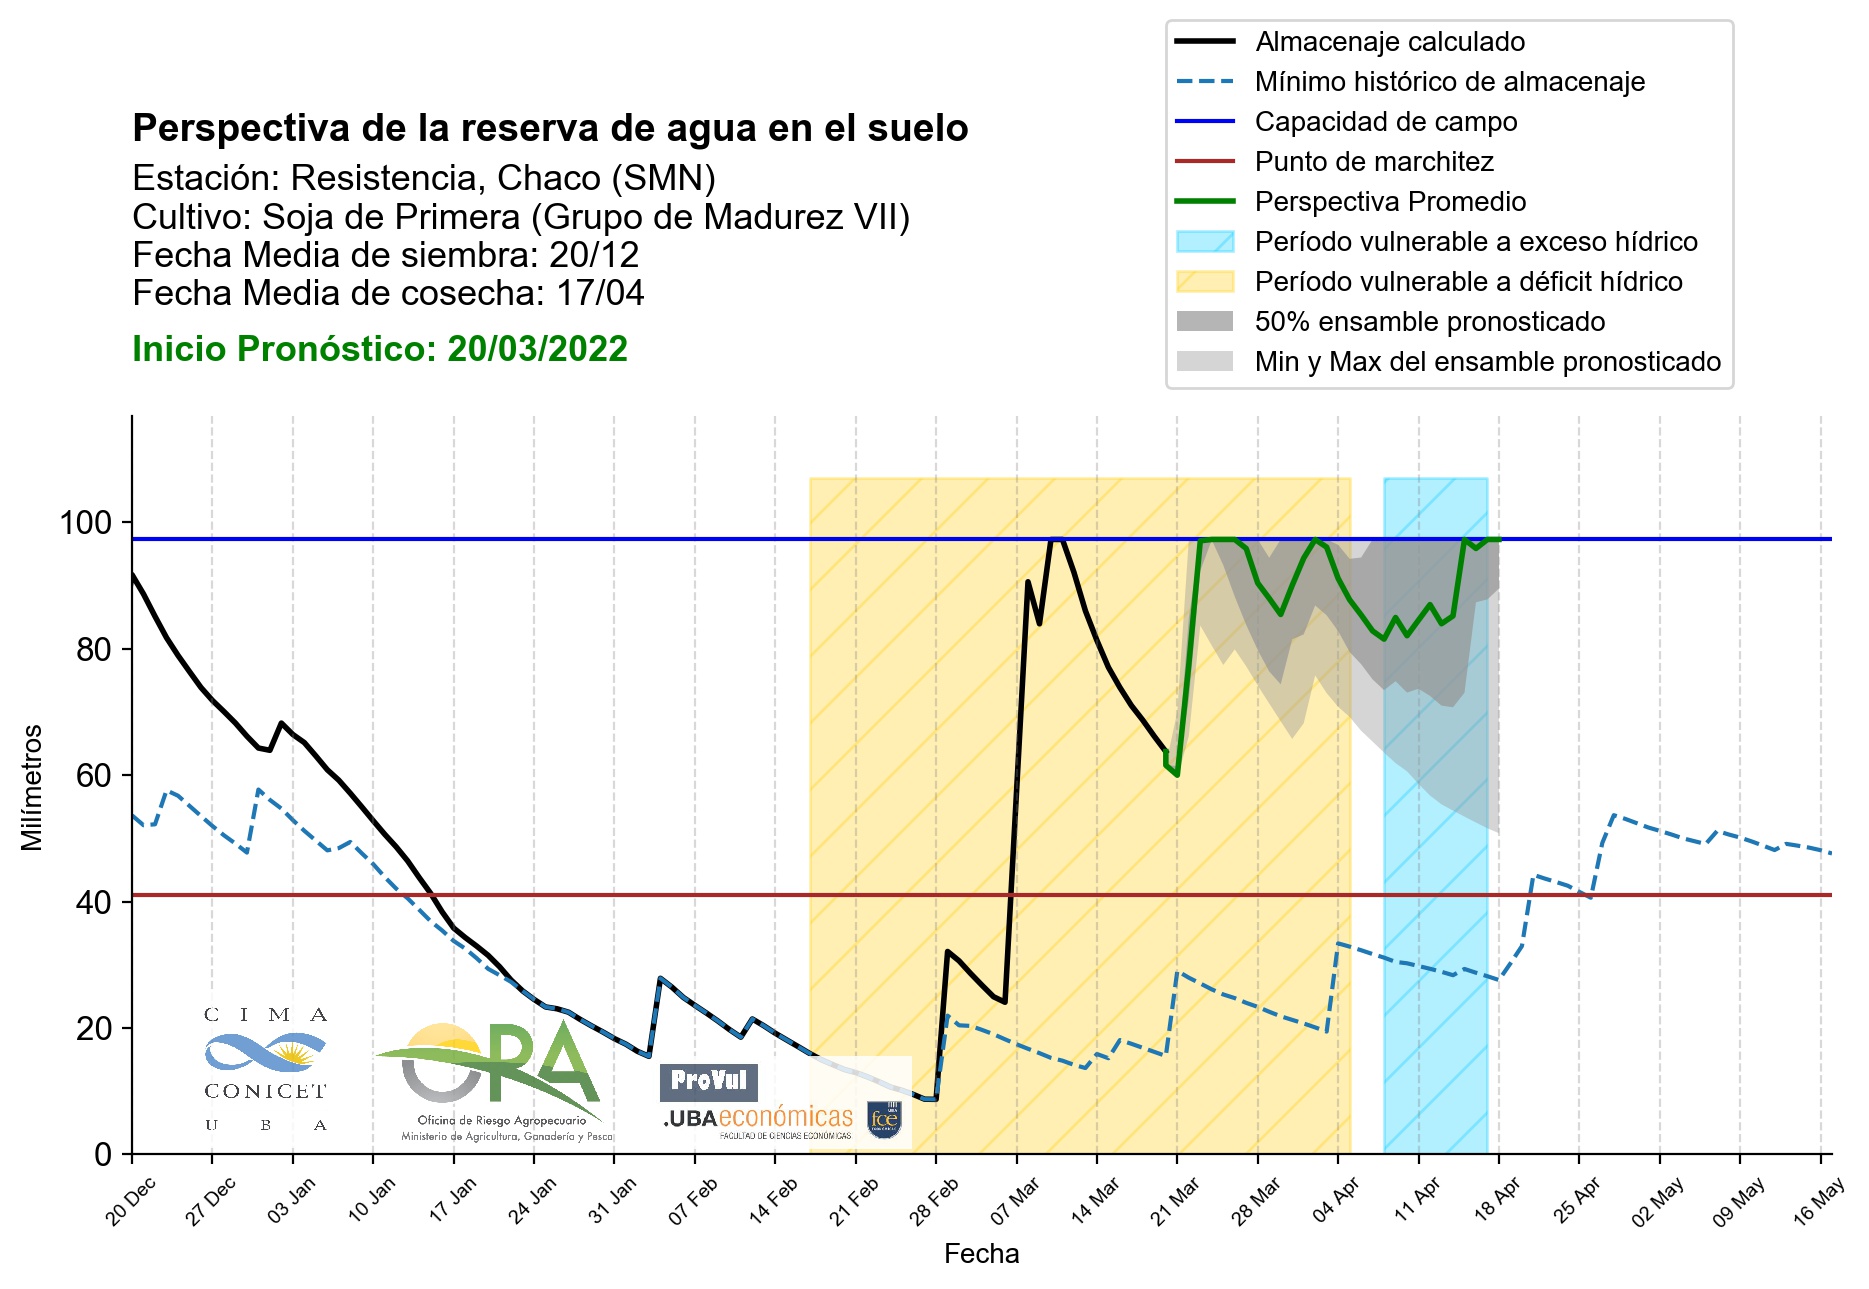 Almacenaje calculado
Mínimo histórico de almacenaje
Capacidad de campo
Punto de marchitez
Perspectiva Promedio
Período vulnerable a exceso hídrico
Período vulnerable a déficit hídrico
50% ensamble pronosticado
Min y Max del ensamble pronosticado
Perspectiva de la reserva de agua en el suelo
Estación: Resistencia, Chaco (SMN)
Cultivo: Soja de Primera (Grupo de Madurez VII)
Fecha Media de siembra: 20/12
Fecha Media de cosecha: 17/04
Inicio Pronóstico: 20/03/2022
Milímetros
100
80
60
40
20
0
CIMA
CONICET
UBA
ORA
Oficina de Riesgo Agropecuario
Ministerio de Agricultura, Ganadería y Pesca
ProVul
.UBAeconómicas
FACULTAD DE CIENCIAS ECONÓMICAS
UBA
fce
ECONÓMICAS
20 Dec
27 Dec
03 Jan
10 Jan
17 Jan
24 Jan
31 Jan
07 Feb
14 Feb
21 Feb
28 Feb
07 Mar
14 Mar
21 Mar
28 Mar
04 Apr
11 Apr
18 Apr
25 Apr
02 May
09 May
16 May
Fecha